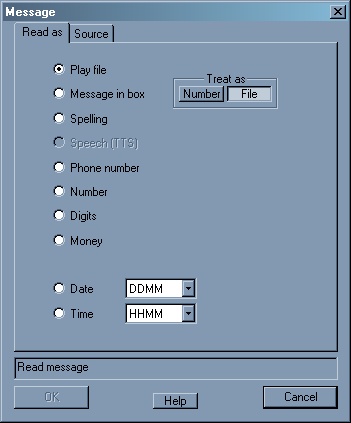 Message
Read as Source
Play file
Treat as
Message in box
Number File
Spelling
Speech (TTS)
Phone number
Number
Digits
Money
Date DDMM
Time HHMM
Read message
OK Help Cancel